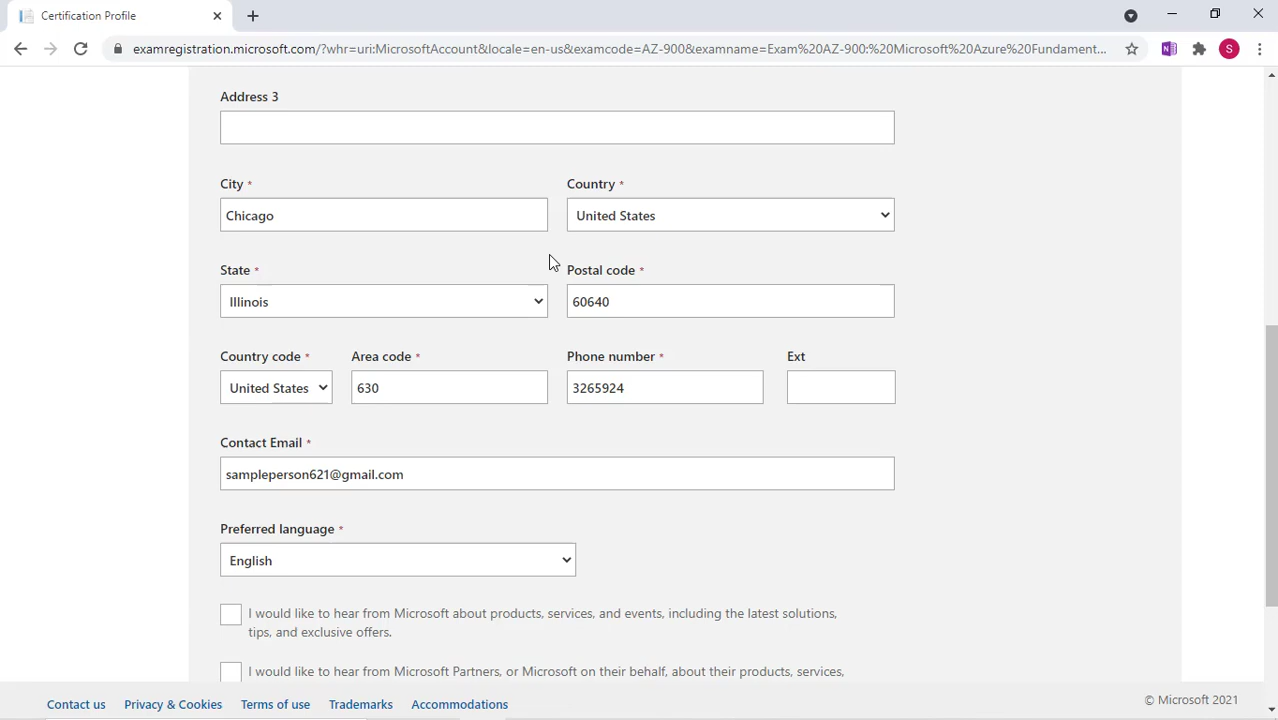 Certification Profile
examregistration.microsoft.com/?whr=uri:MicrosoftAccount&locale=en-us&examcode=AZ-900&examname=Exam%20AZ-900:%20Microsoft%20Azure%20Fundament...
S
Address 3
City *
Country *
Chicago
United States
State *
Postal code *
Illinois
60640
Country code *
Area code *
Phone number *
Ext
United States
630
3265924
Contact Email *
sampleperson621@gmail.com
Preferred language *
English
I would like to hear from Microsoft about products, services, and events, including the latest solutions,
tips, and exclusive offers.
I would like to hear from Microsoft Partners, or Microsoft on their behalf, about their products, services,
Contact us Privacy & Cookies Terms of use Trademarks Accommodations
© Microsoft 2021